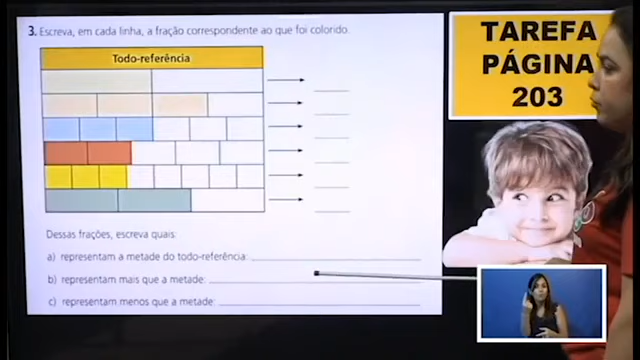 3. Escreva, em cada linha, a fração correspondente ao que foi colorido.
Todo-referência
Dessas frações, escreva quais:
a) representam a metade do todo-referência:
b) representam mais que a metade:
c) representam menos que a metade:
TAREFA
PÁGINA
203